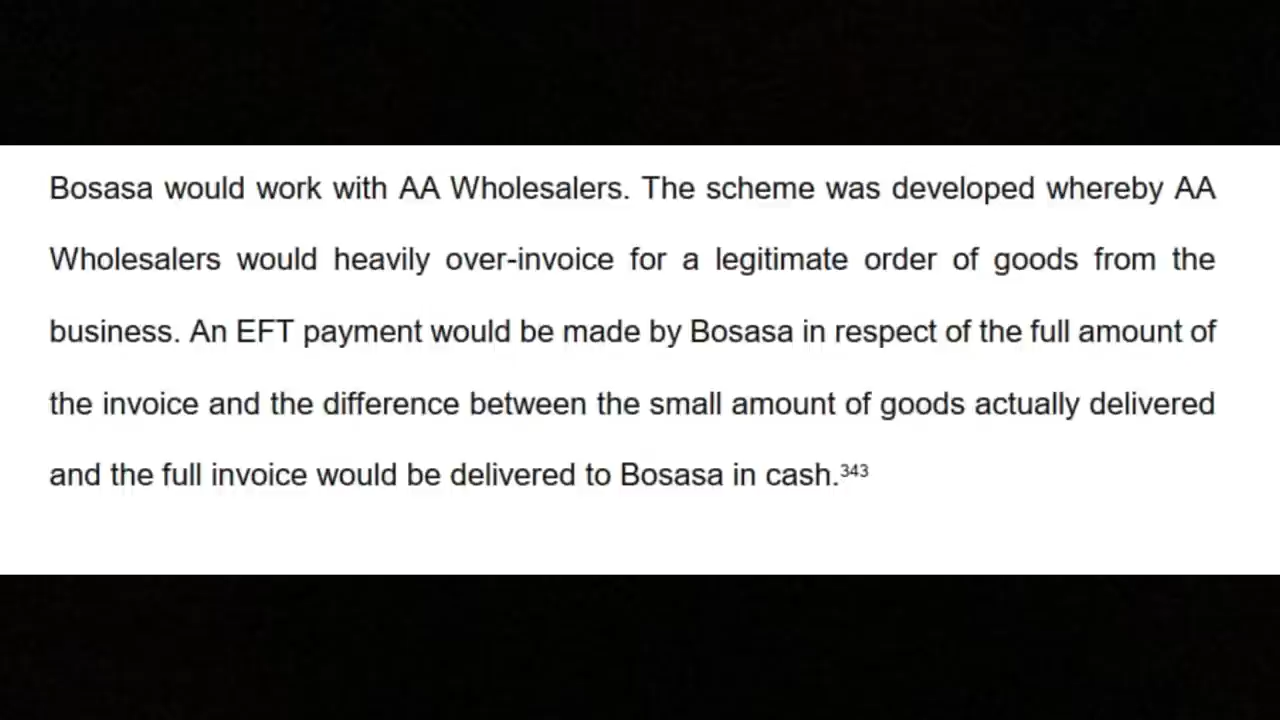 Bosasa would work with AA Wholesalers. The scheme was developed whereby AA
Wholesalers would heavily over-invoice for a legitimate order of goods from the
business. An EFT payment would be made by Bosasa in respect of the full amount of
the invoice and the difference between the small amount of goods actually delivered
and the full invoice would be delivered to Bosasa in cash.³⁴³